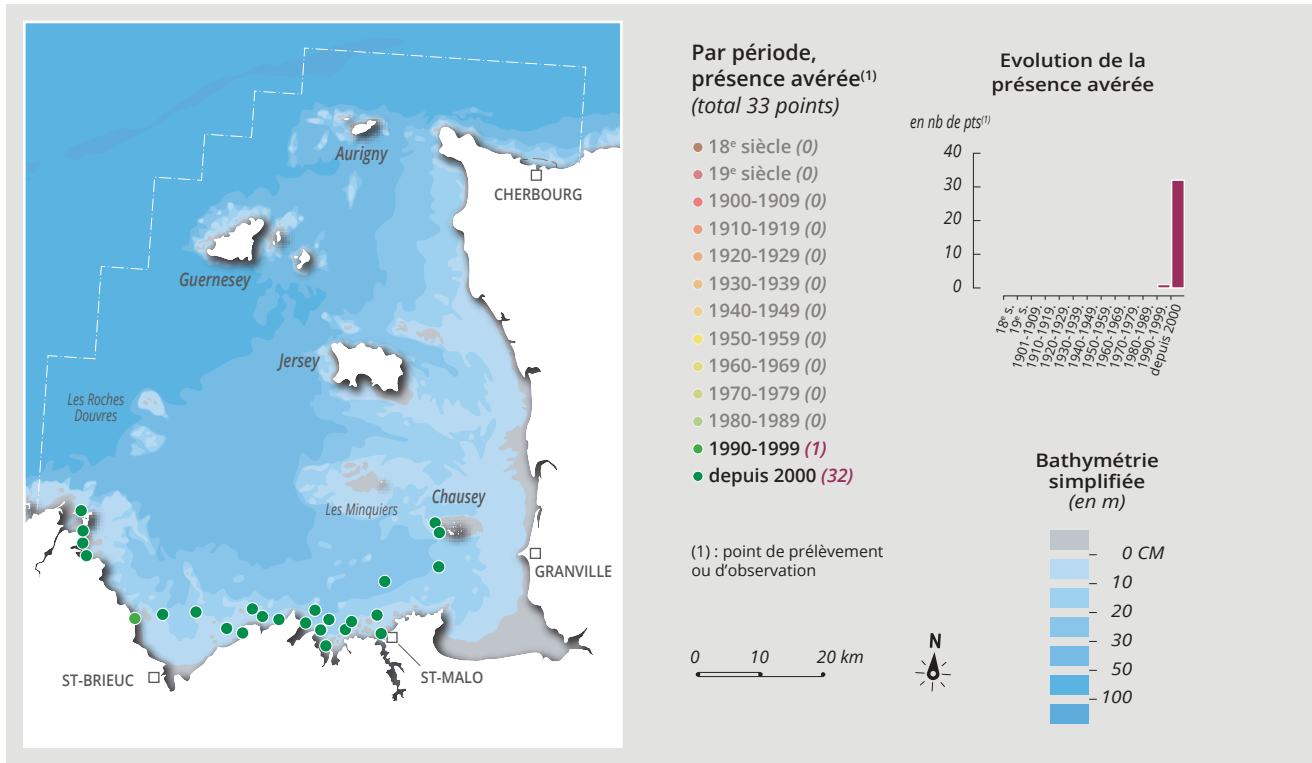 Aurigny
CHERBOURG
Guernesey
Jersey
Les Roches
Douvres
Les Minquiers
Chausey
GRANVILLE
ST-MALO
ST-BRIEUC
Par période,
présence avérée(1)
(total 33 points)
18e siècle (0)
19e siècle (0)
1900-1909 (0)
1910-1919 (0)
1920-1929 (0)
1930-1939 (0)
1940-1949 (0)
1950-1959 (0)
1960-1969 (0)
1970-1979 (0)
1980-1989 (0)
1990-1999 (1)
depuis 2000 (32)
(1) : point de prélèvement
ou d'observation
0 10 20 km
N
Evolution de la
présence avérée
en nb de pts(1)
40
30
20
10
0
18e s.
19e s.
1901-1909.
1910-1919.
1920-1929.
1930-1939.
1940-1949.
1950-1959.
1960-1969.
1970-1979.
1980-1989.
1990-1999.
depuis 2000
Bathymétrie
simplifiée
(en m)
0 CM
10
20
30
50
100